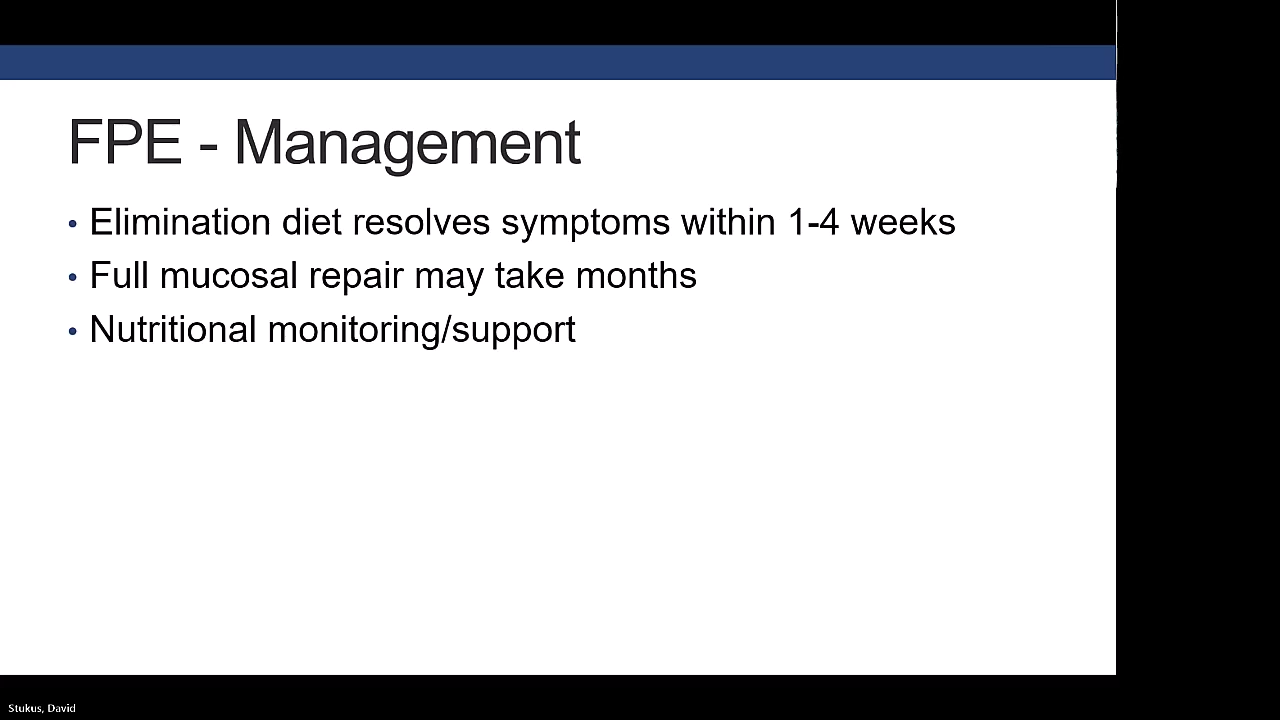 FPE - Management
• Elimination diet resolves symptoms within 1-4 weeks
• Full mucosal repair may take months
• Nutritional monitoring/support
Stukus, David